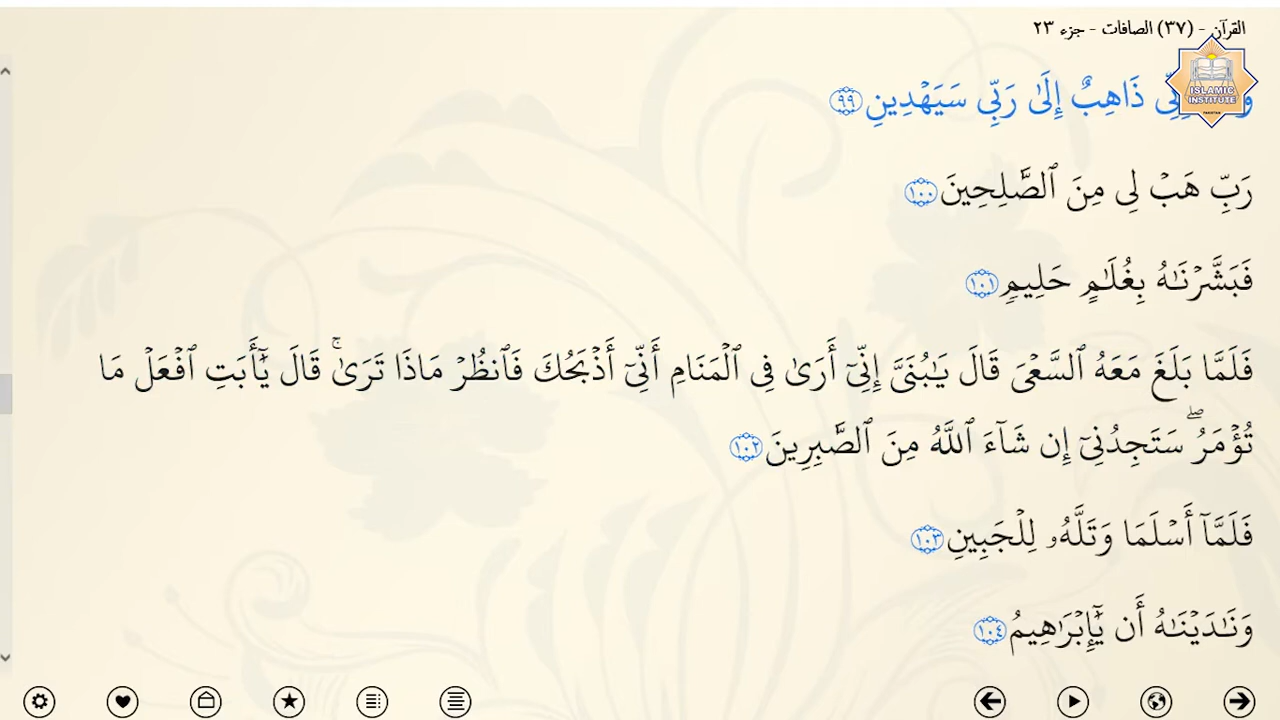 القرآن - (٣٧) الصافات - جزء ٢٣
ISLAMIC
INSTITUTE
ذَاهِبٌ إِلَىٰ رَبِّى سَيَهْدِينِ ٩٩
رَبِّ هَبْ لِى مِنَ ٱلصَّٰلِحِينَ ١٠٠
فَبَشَّرْنَٰهُ بِغُلَٰمٍ حَلِيمٍ ١٠١
فَلَمَّا بَلَغَ مَعَهُ ٱلسَّعْىَ قَالَ يَٰبُنَىَّ إِنِّىٓ أَرَىٰ فِى ٱلْمَنَامِ أَنِّىٓ أَذْبَحُكَ فَٱنظُرْ مَاذَا تَرَىٰ ۚ قَالَ يَٰٓأَبَتِ ٱفْعَلْ مَا
تُؤْمَرُ ۖ سَتَجِدُنِىٓ إِن شَآءَ ٱللَّهُ مِنَ ٱلصَّٰبِرِينَ ١٠٢
فَلَمَّآ أَسْلَمَا وَتَلَّهُۥ لِلْجَبِينِ ١٠٣
وَنَٰدَيْنَٰهُ أَن يَٰٓإِبْرَٰهِيمُ ١٠٤